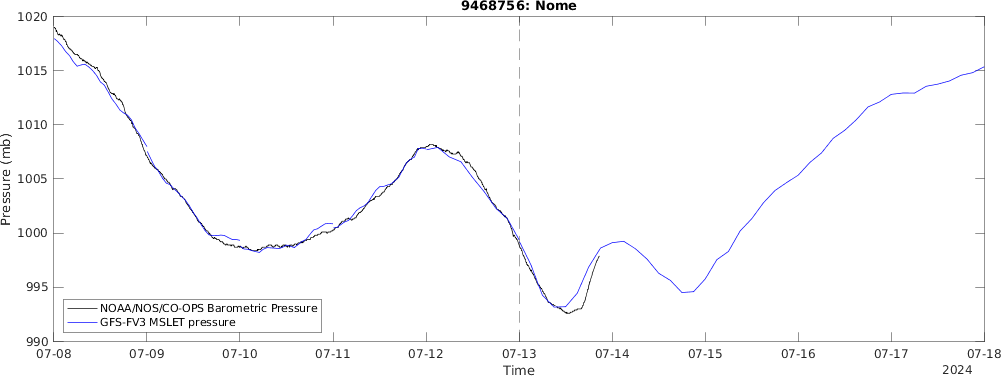 9468756: Nome
1020
1015
1010
1005
1000
995
990
Pressure (mb)
NOAA/NOS/CO-OPS Barometric Pressure
GFS-FV3 MSLET pressure
07-08 07-09 07-10 07-11 07-12 07-13 07-14 07-15 07-16 07-17 07-18
Time
2024